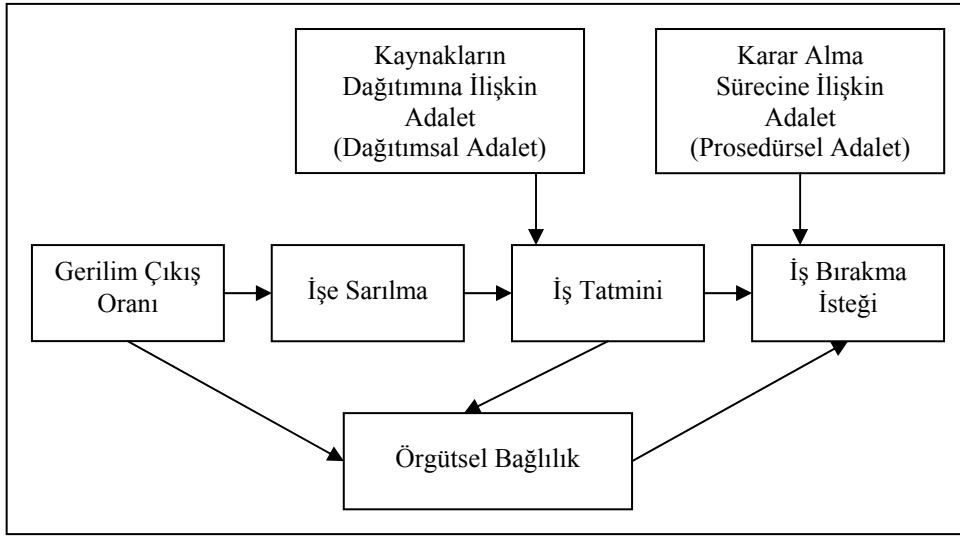 Kaynakların
Dağıtımına İlişkin
Adalet
(Dağıtımsal Adalet)
Karar Alma
Sürecine İlişkin
Adalet
(Prosedürsel Adalet)
Gerilim Çıkış
Oranı
İşe Sarılma
İş Tatmini
İş Bırakma
İsteği
Örgütsel Bağlılık